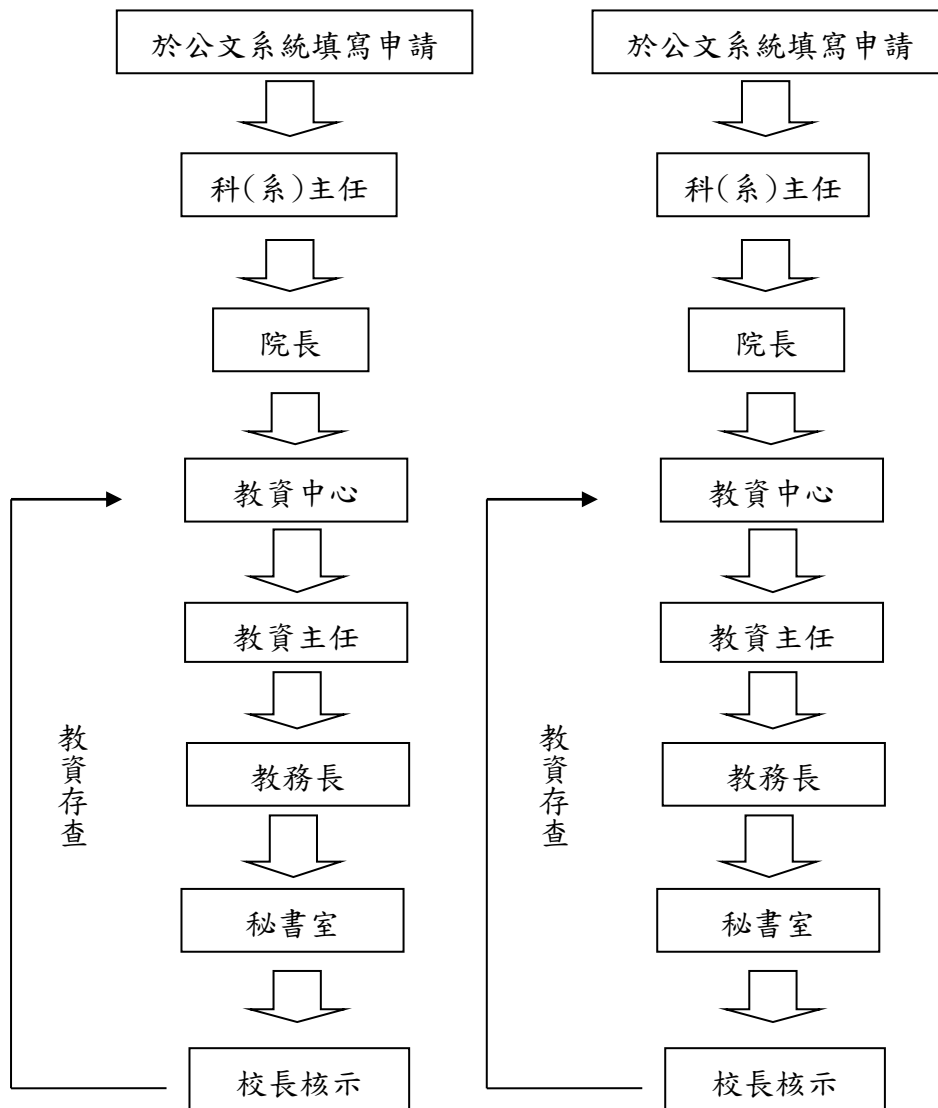 於公文系統填寫申請
科(系)主任
院長
教資中心
教資主任
教務長
秘書室
校長核示
教資存查
於公文系統填寫申請
科(系)主任
院長
教資中心
教資主任
教務長
秘書室
校長核示
教資存查